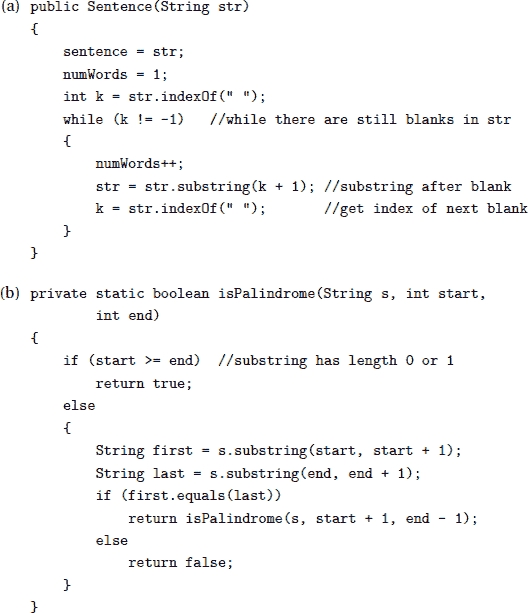 (a) public Sentence(String str)
{
sentence = str;
numWords = 1;
int k = str.indexOf(" ");
while (k != -1) //while there are still blanks in str
{
numWords++;
str = str.substring(k + 1); //substring after blank
k = str.indexOf(" "); //get index of next blank
}
}
(b) private static boolean isPalindrome(String s, int start,
int end)
{
if (start >= end) //substring has length 0 or 1
return true;
else
{
String first = s.substring(start, start + 1);
String last = s.substring(end, end + 1);
if (first.equals(last))
return isPalindrome(s, start + 1, end - 1);
else
return false;
}
}